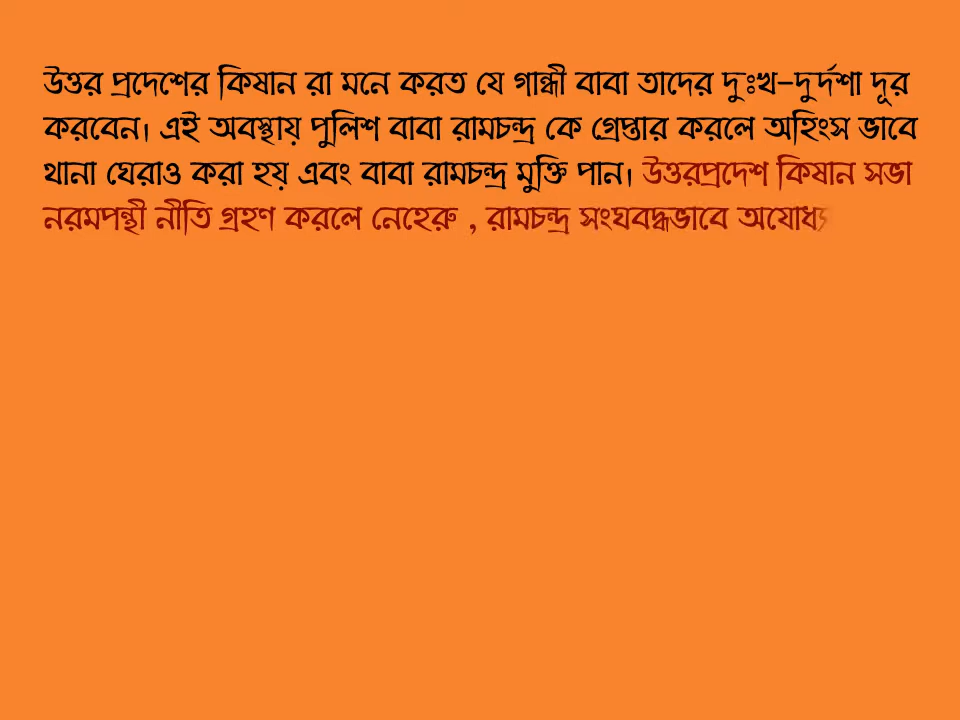 উত্তর প্রদেশের কিষান রা মনে করত যে গান্ধী বাবা তাদের দুঃখ-দুর্দশা দূর
করবেন। এই অবস্থায় পুলিশ বাবা রামচন্দ্র কে গ্রেপ্তার করলে অহিংস ভাবে
থানা ঘেরাও করা হয় এবং বাবা রামচন্দ্র মুক্তি পান। উত্তরপ্রদেশ কিষান সভা
নরমপন্থী নীতি গ্রহণ করলে নেহেরু , রামচন্দ্র সংঘবদ্ধভাবে